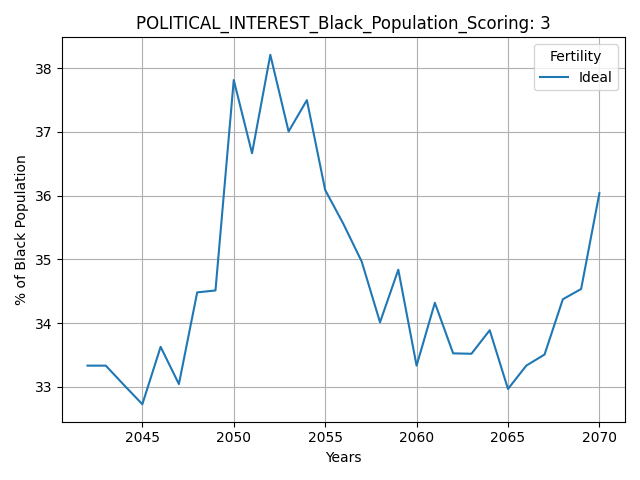 POLITICAL_INTEREST_Black_Population_Scoring: 3
Fertility
Ideal
% of Black Population
38
37
36
35
34
33
2045 2050 2055 2060 2065 2070
Years